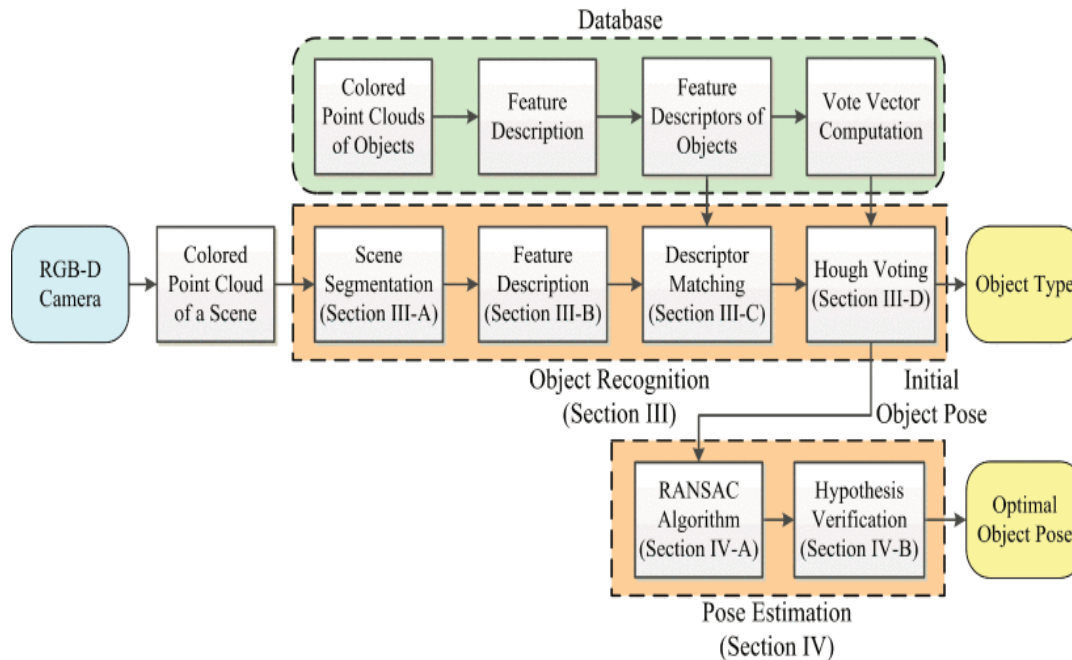 Database
Colored
Point Clouds
of Objects
Feature
Description
Feature
Descriptors of
Objects
Vote Vector
Computation
RGB-D
Camera
Colored
Point Cloud
of a Scene
Scene
Segmentation
(Section III-A)
Feature
Description
(Section III-B)
Descriptor
Matching
(Section III-C)
Hough Voting
(Section III-D)
Object Type
Object Recognition
(Section III)
Initial
Object Pose
RANSAC
Algorithm
(Section IV-A)
Hypothesis
Verification
(Section IV-B)
Optimal
Object Pose
Pose Estimation
(Section IV)